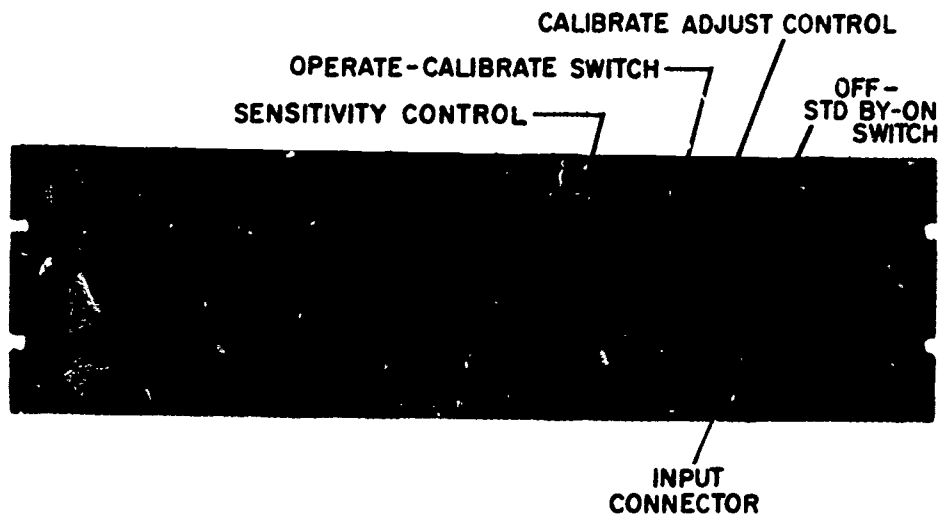 CALIBRATE ADJUST CONTROL
OPERATE-CALIBRATE SWITCH
SENSITIVITY CONTROL
OFF-
STD BY-ON
SWITCH
INPUT
CONNECTOR